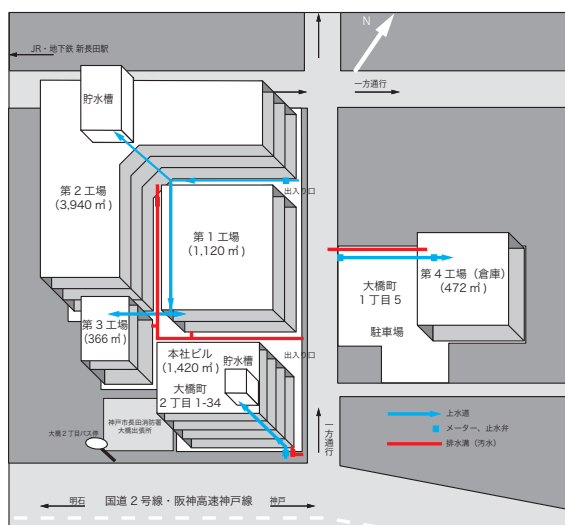 N
JR・地下鉄 新長田駅
一方通行
貯水槽
出入り口
第2工場
(3,940㎡)
第1工場
(1,120㎡)
第4工場(倉庫)
(472㎡)
大橋町
1丁目5
駐車場
第3工場
(366㎡)
本社ビル
(1,420㎡)
貯水槽
出入り口
大橋町
2丁目1-34
神戸市長田消防署
大橋出張所
大橋2丁目バス停
一方通行
上水道
メーター、止水弁
排水溝(汚水)
明石
国道2号線・阪神高速神戸線
神戸